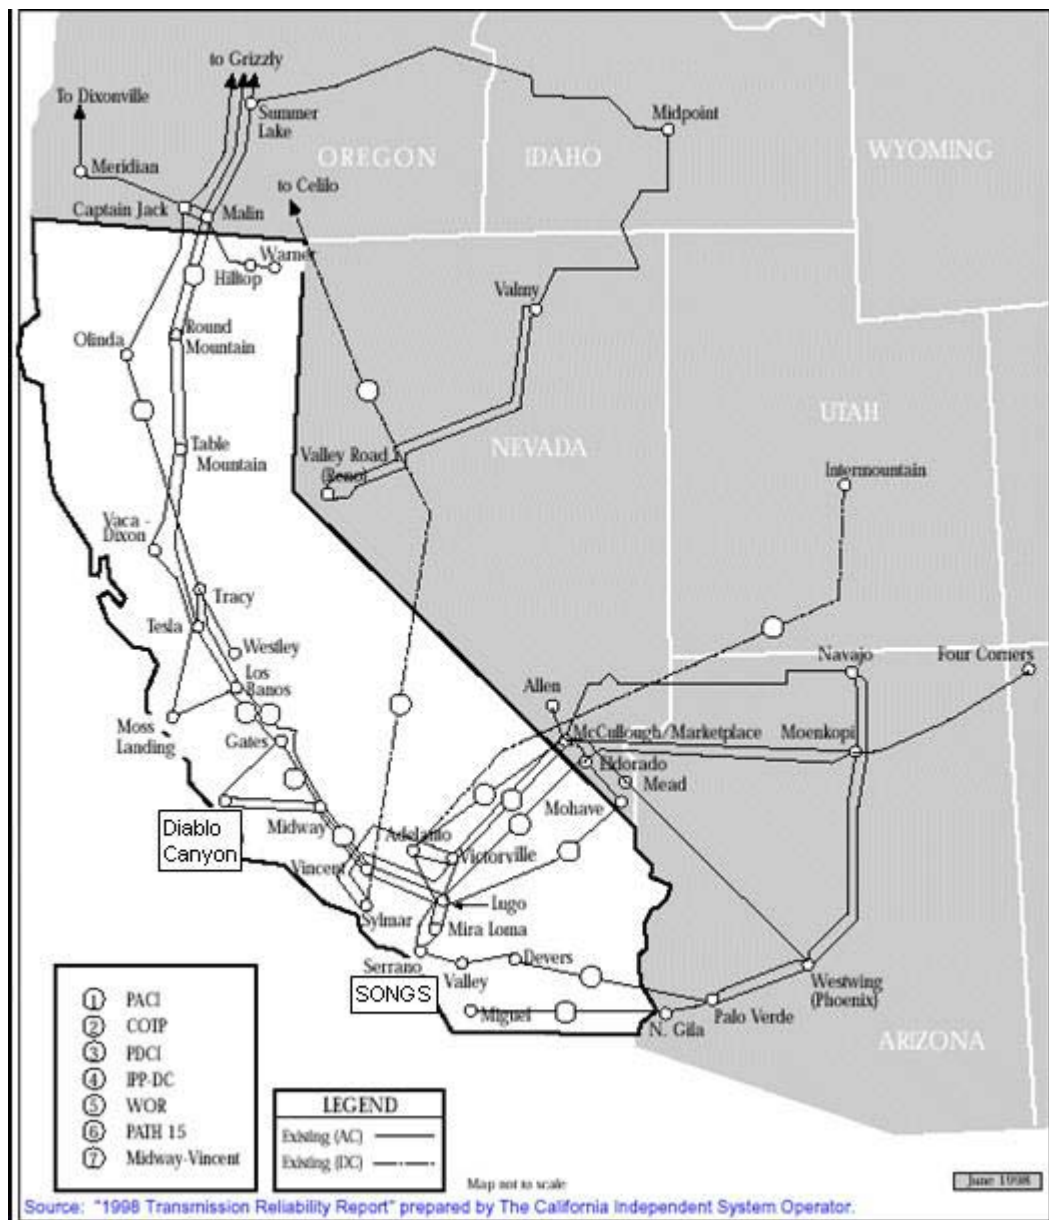 to Grizzly
To Dixonville
Summer
Lake
Midpoint
OREGON
IDAHO
WYOMING
Meridian
to Celilo
Captain Jack
Malin
Warner
Hilltop
Valmy
Olinda
Round
Mountain
UTAH
NEVADA
Table
Mountain
Valley Road
(Reno)
Intermountain
Vaca -
Dixon
Tracy
Tesla
Westley
Los
Banos
Navajo
Four Corners
Allen
Moss
Landing
Gates
McCullough/Marketplace
Moenkopi
Eldorado
Mead
Mohave
Diablo
Canyon
Midway
Adelanto
Victorville
Vincent
Lugo
Sylmar
Mira Loma
Serrano
Devers
Valley
SONGS
Westwing
(Phoenix)
Miguel
N. Gila
Palo Verde
ARIZONA
1 PACI
2 COTP
3 PDCI
4 IPP-DC
5 WOR
6 PATH 15
7 Midway-Vincent
LEGEND
Existing (AC)
Existing (DC)
Map not to scale
June 1998
Source: "1998 Transmission Reliability Report" prepared by The California Independent System Operator.